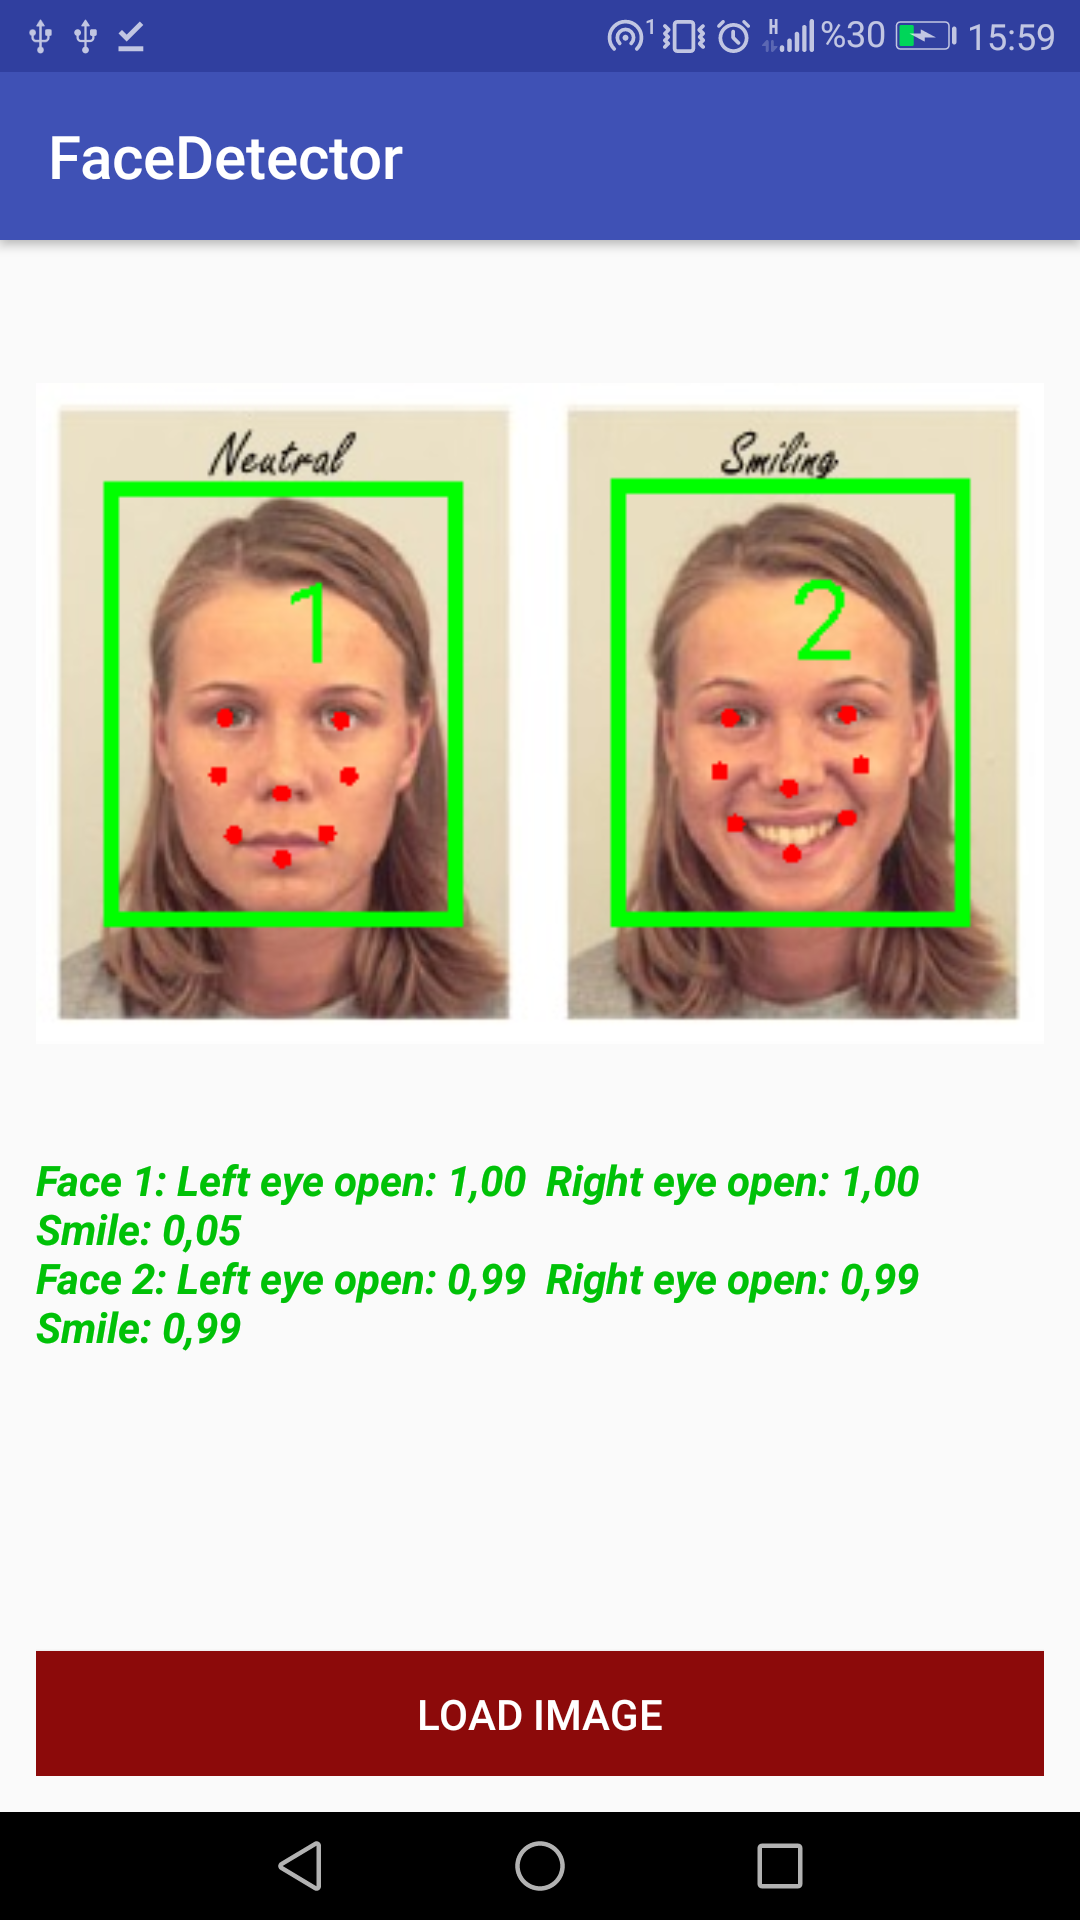 1 H %30 15:59
FaceDetector
Neutral Smiling
1 2
Face 1: Left eye open: 1,00 Right eye open: 1,00
Smile: 0,05
Face 2: Left eye open: 0,99 Right eye open: 0,99
Smile: 0,99
LOAD IMAGE